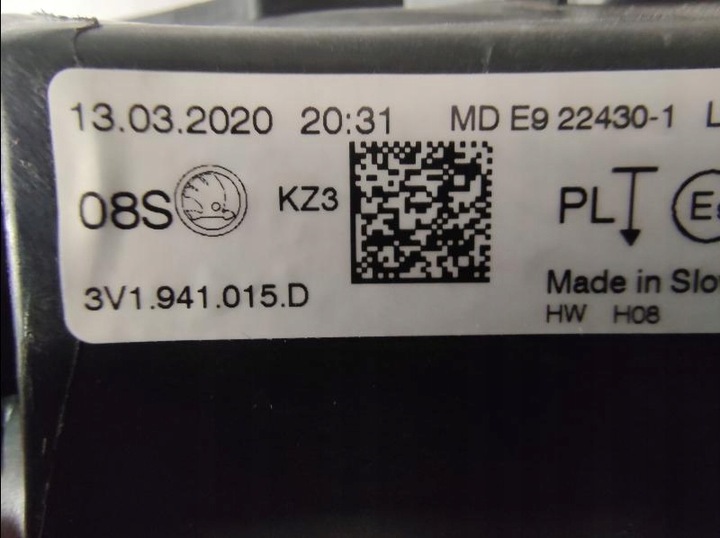 13.03.2020 20:31 MD E9 22430-1 L
08S KZ3 PL E
3V1.941.015.D Made in Slo
HW H08